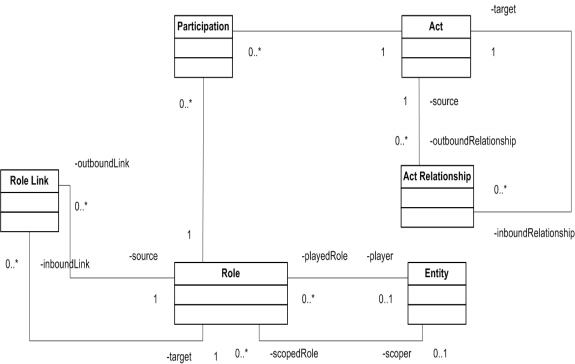 -target
Participation
Act
0..*
1
1
0..*
1
-source
0..*
-outboundRelationship
-outboundLink
Role Link
Act Relationship
0..*
0..*
1
-inboundRelationship
0..*
-inboundLink
-source
Role
-playedRole
-player
Entity
1
0..*
0..1
-target
1
0..*
-scopedRole
-scoper
0..1